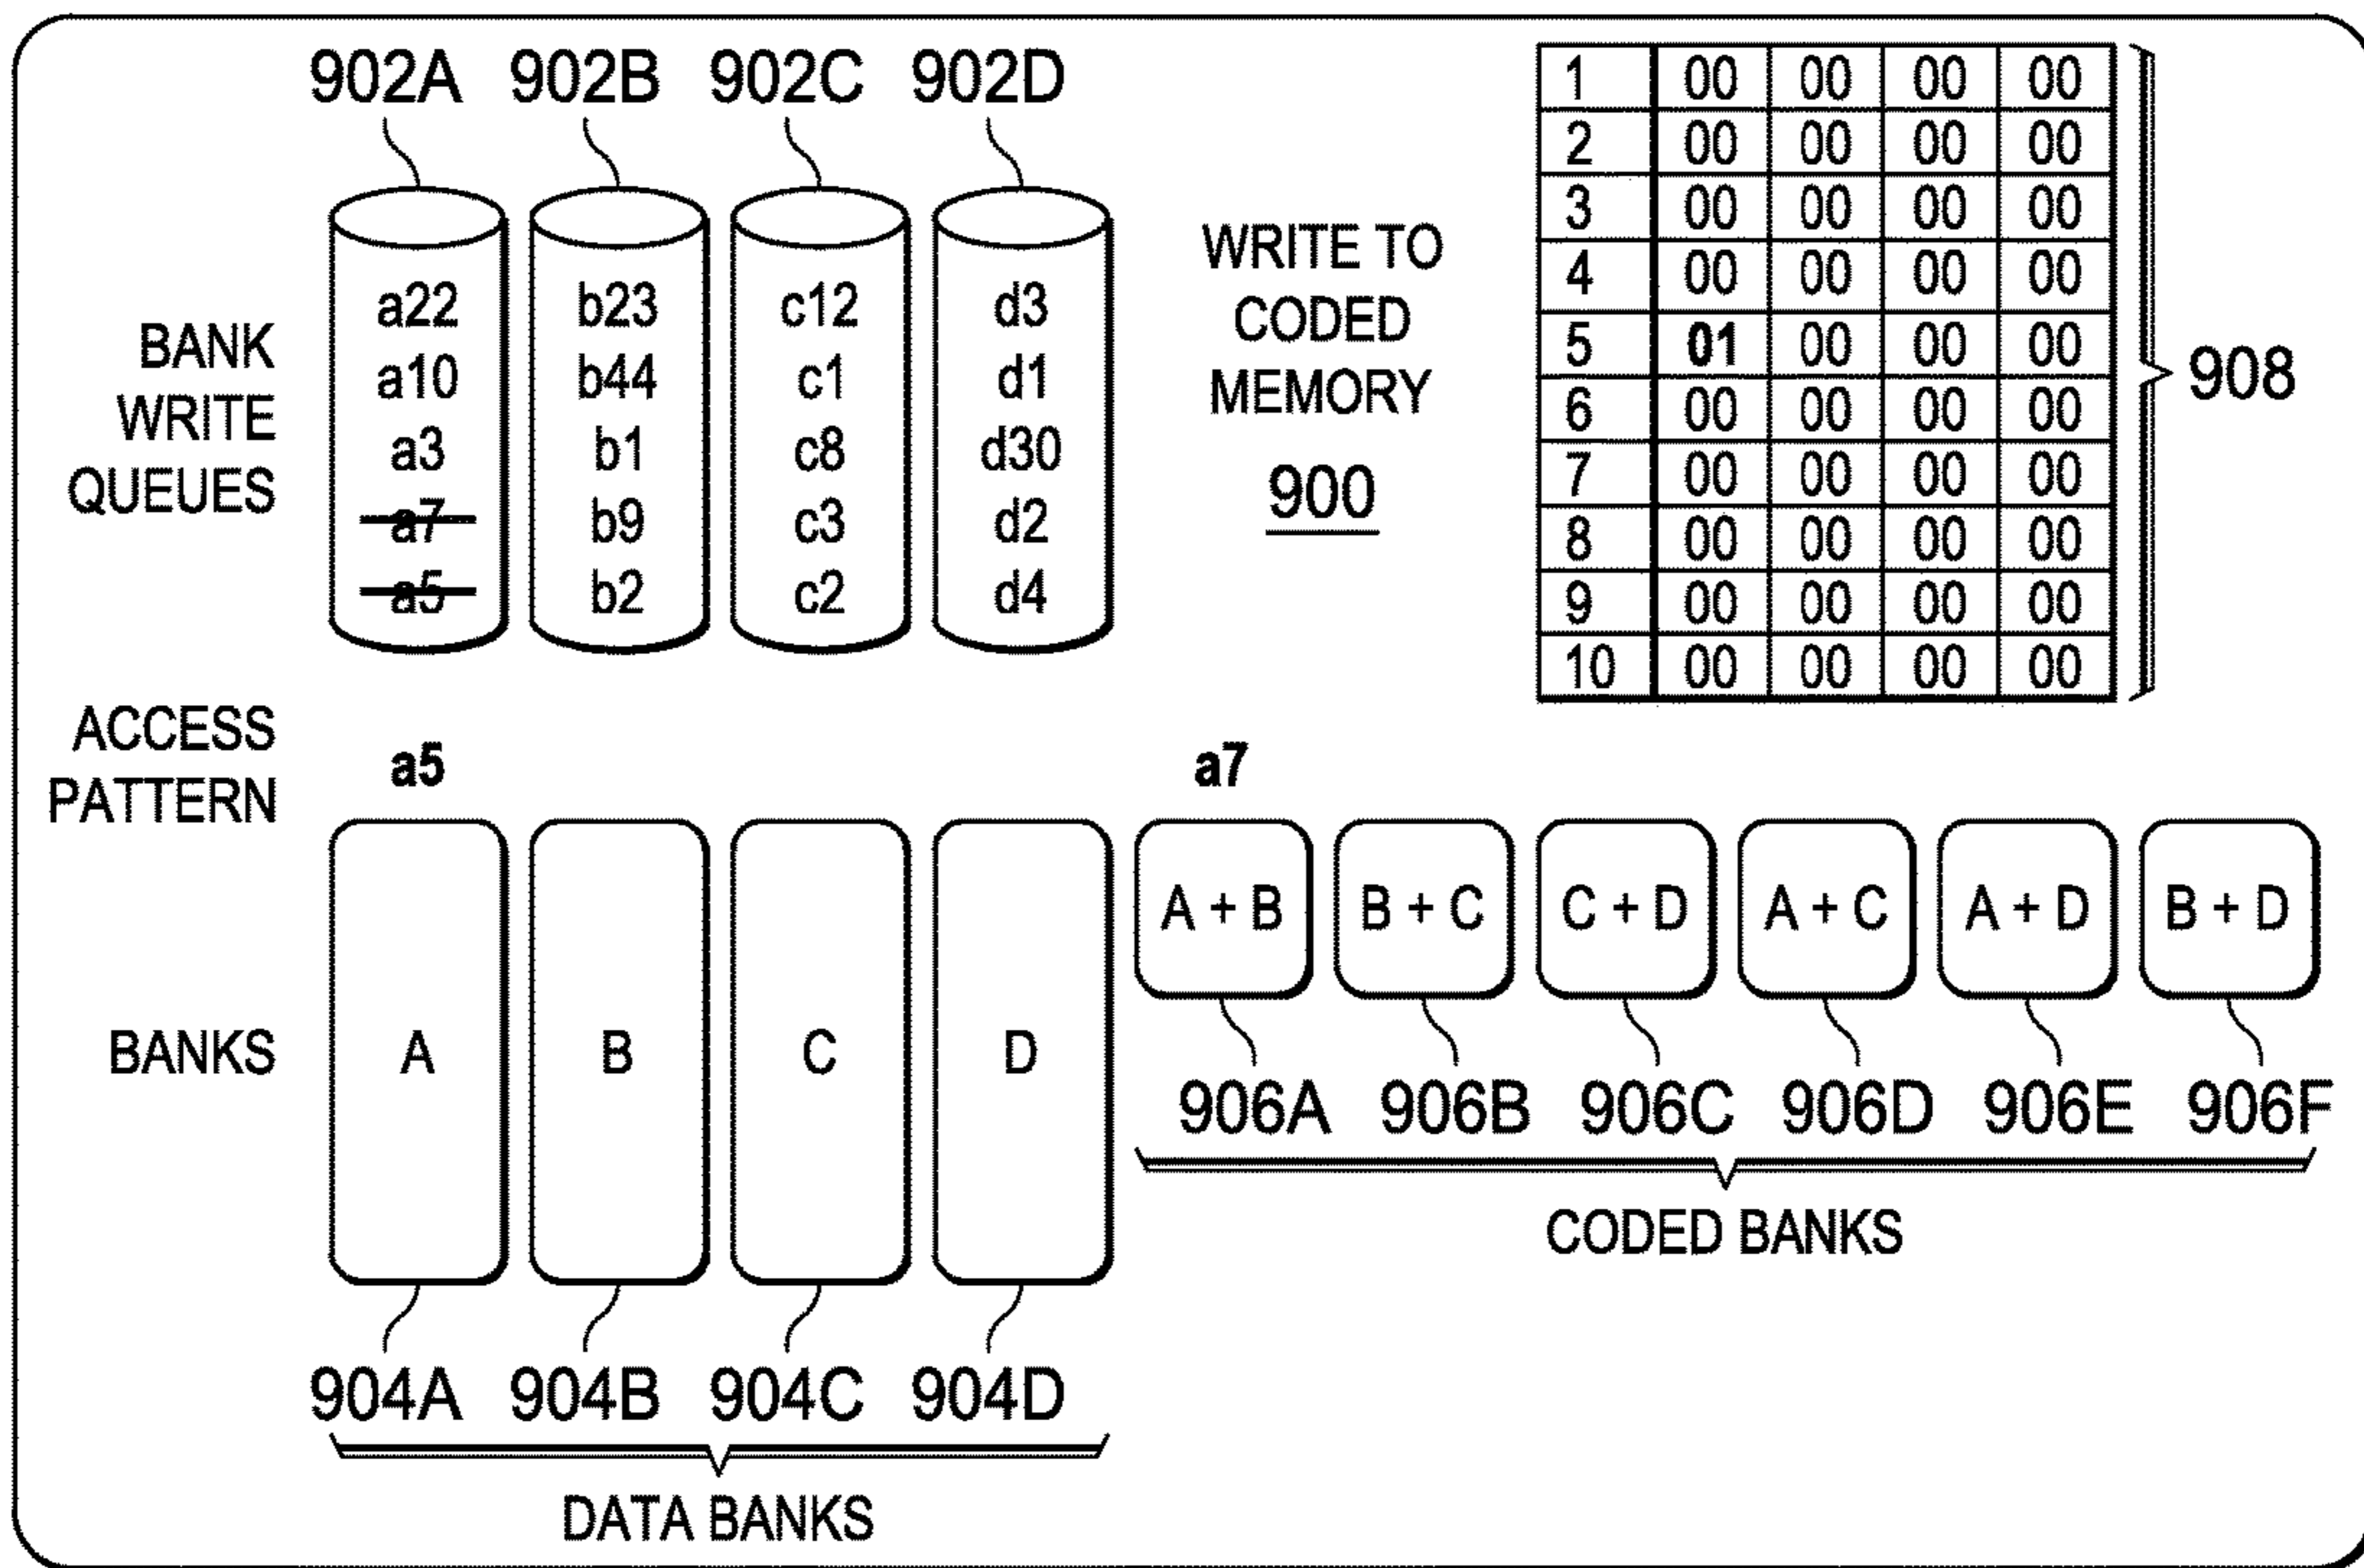 902A 902B 902C 902D
BANK WRITE QUEUES
a22 b23 c12 d3
a10 b44 c1 d1
a3 b1 c8 d30
a7 b9 c3 d2
a5 b2 c2 d4
WRITE TO
CODED
MEMORY
900
1 00 00 00 00
2 00 00 00 00
3 00 00 00 00
4 00 00 00 00
5 01 00 00 00
6 00 00 00 00
7 00 00 00 00
8 00 00 00 00
9 00 00 00 00
10 00 00 00 00
908
ACCESS
PATTERN
a5 a7
BANKS
A B C D
A + B B + C C + D A + C A + D B + D
906A 906B 906C 906D 906E 906F
CODED BANKS
904A 904B 904C 904D
DATA BANKS